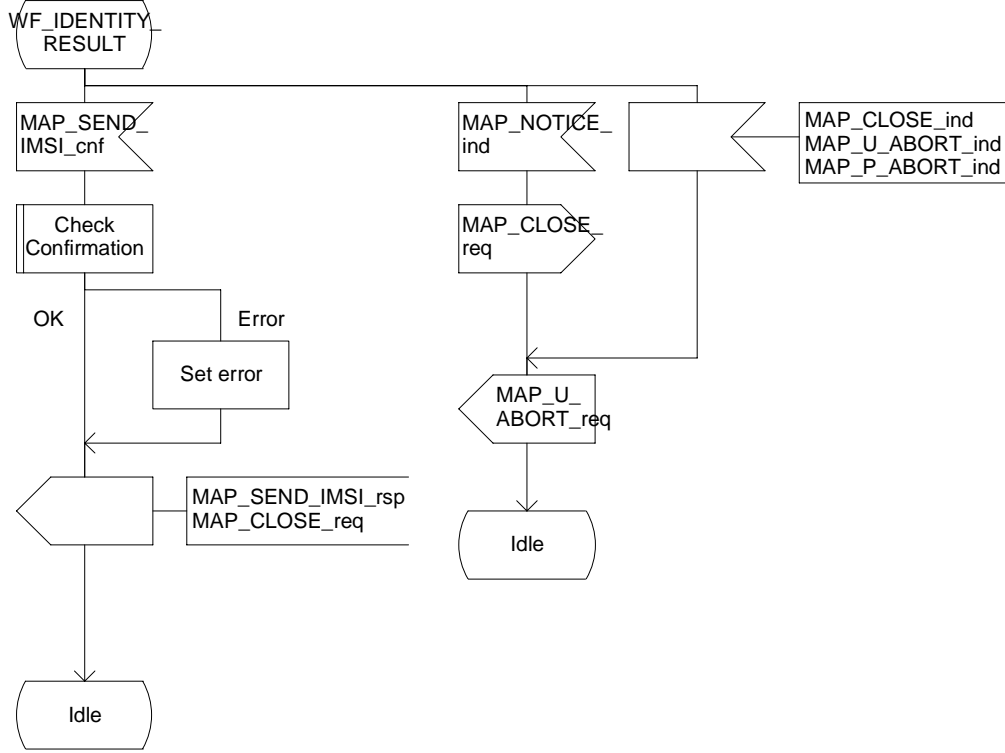 WF_IDENTITY_
RESULT
MAP_SEND_
IMSI_cnf
MAP_NOTICE_
ind
MAP_CLOSE_ind
MAP_U_ABORT_ind
MAP_P_ABORT_ind
Check
Confirmation
MAP_CLOSE_
req
OK
Error
Set error
MAP_U_
ABORT_req
MAP_SEND_IMSI_rsp
MAP_CLOSE_req
Idle
Idle